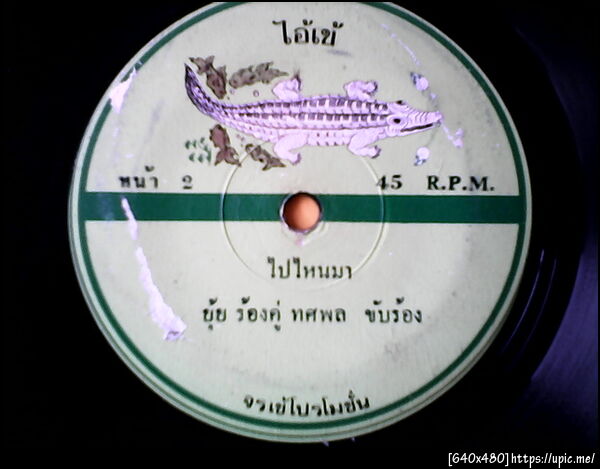 ไอ้เข้
หน้า 2 45 R.P.M.
ไปไหนมา
ยุ้ย ร้องคู่ ทศพล ขับร้อง
จรเข้โปรโมชั่น
[640x480]https://upic.me/